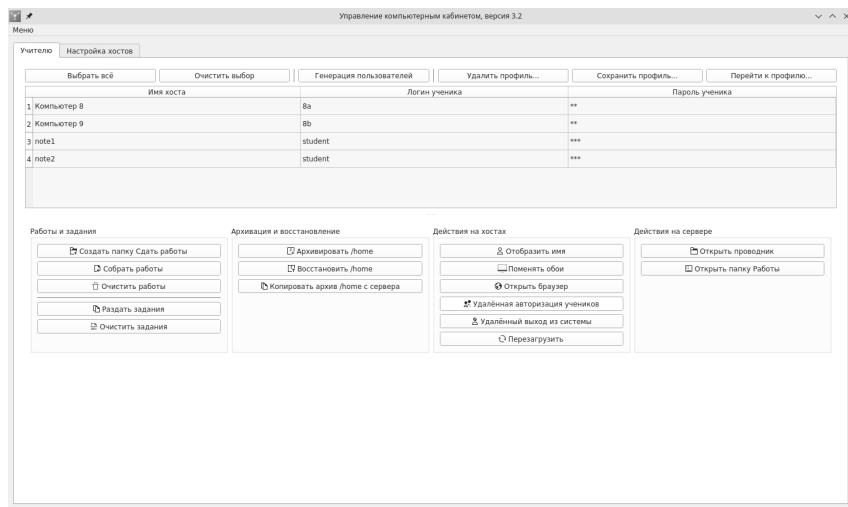 Управление компьютерным кабинетом, версия 3.2
Меню
Учителю Настройка хостов
Выбрать всё Очистить выбор Генерация пользователей Удалить профиль... Сохранить профиль... Перейти к профилю...
Имя хоста Логин ученика Пароль ученика
1 Компьютер 8 8a **
2 Компьютер 9 8b **
3 note1 student ***
4 note2 student ***
Работы и задания Архивация и восстановление Действия на хостах Действия на сервере
Создать папку Сдать работы Архивировать /home Отобразить имя Открыть проводник
Собрать работы Восстановить /home Поменять обои Открыть папку Работы
Очистить работы Копировать архив /home с сервера Открыть браузер
Удалённая авторизация учеников
Раздать задания
Удалённый выход из системы
Очистить задания
Перезагрузить